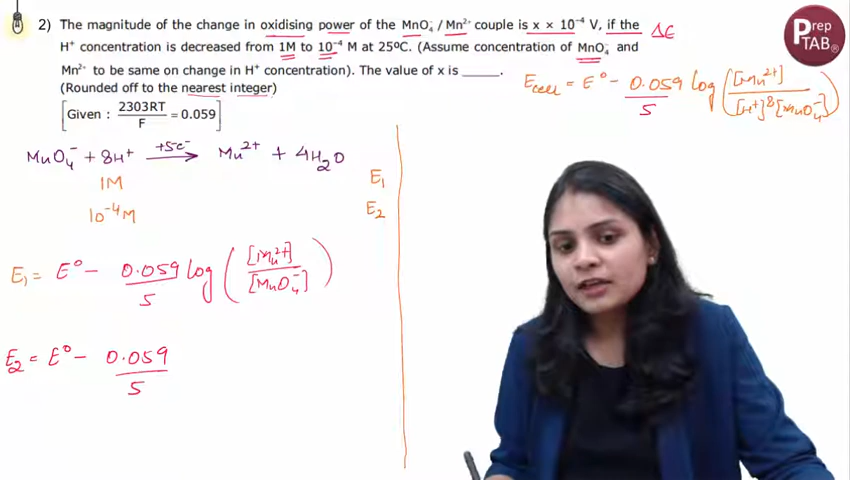 2) The magnitude of the change in oxidising power of the MnO₄⁻ / Mn²⁺ couple is x × 10⁻⁴ V, if the
ΔE
H⁺ concentration is decreased from 1M to 10⁻⁴ M at 25ºC. (Assume concentration of MnO₄⁻ and
Mn²⁺ to be same on change in H⁺ concentration). The value of x is _____.
(Rounded off to the nearest integer)
[Given : 2303RT/F = 0.059]
Prep
TAB®
Ecell = E⁰ − 0.059/5 log([Mn²⁺]/[H⁺]⁸[MnO₄⁻])
MnO₄⁻ + 8H⁺ +5e⁻→ Mn²⁺ + 4H₂O
1M
E₁
10⁻⁴M
E₂
E₁ = E⁰ − 0.059/5 log([Mn²⁺]/[MnO₄⁻])
E₂ = E⁰ − 0.059/5